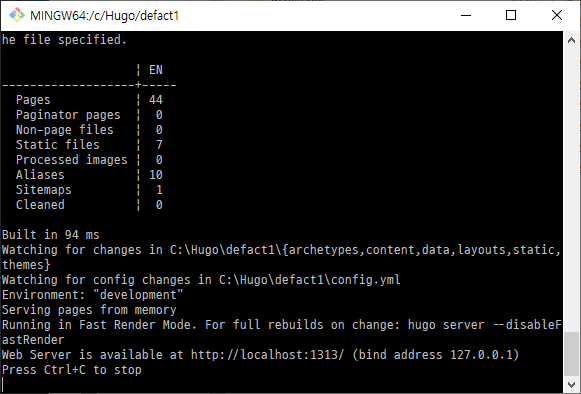 MINGW64:/c/Hugo/defact1
he file specified.
                   | EN
-------------------+-----
  Pages            | 44
  Paginator pages  |  0
  Non-page files   |  0
  Static files     |  7
  Processed images |  0
  Aliases          | 10
  Sitemaps         |  1
  Cleaned          |  0
Built in 94 ms
Watching for changes in C:\Hugo\defact1\{archetypes,content,data,layouts,static,
themes}
Watching for config changes in C:\Hugo\defact1\config.yml
Environment: "development"
Serving pages from memory
Running in Fast Render Mode. For full rebuilds on change: hugo server --disableF
astRender
Web Server is available at http://localhost:1313/ (bind address 127.0.0.1)
Press Ctrl+C to stop